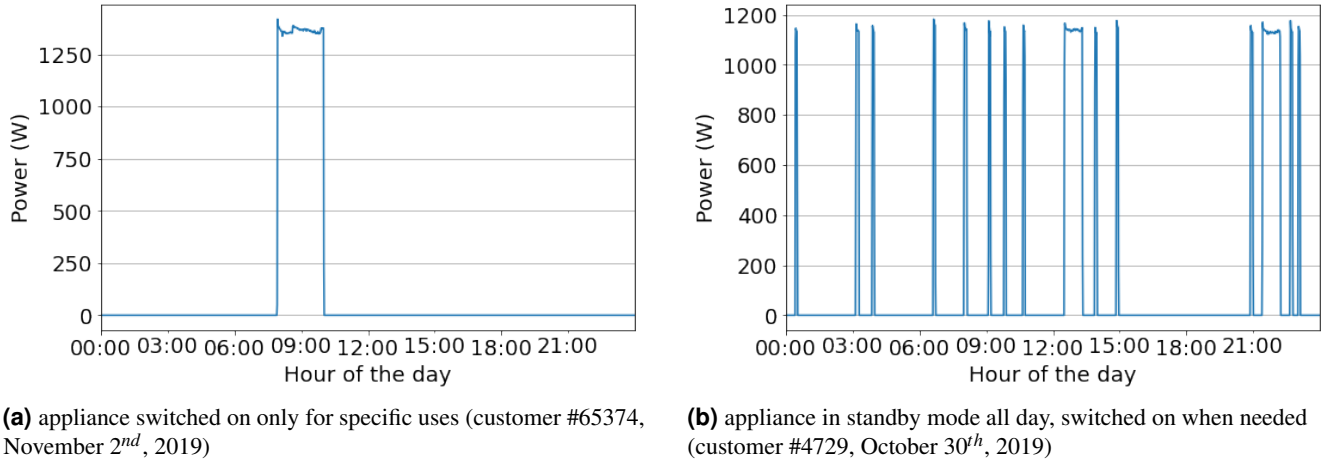 1250
1000
750
500
250
0
Power (W)
00:00 03:00 06:00 09:00 12:00 15:00 18:00 21:00
Hour of the day
(a) appliance switched on only for specific uses (customer #65374,
November 2nd, 2019)
1200
1000
800
600
400
200
0
Power (W)
00:00 03:00 06:00 09:00 12:00 15:00 18:00 21:00
Hour of the day
(b) appliance in standby mode all day, switched on when needed
(customer #4729, October 30th, 2019)